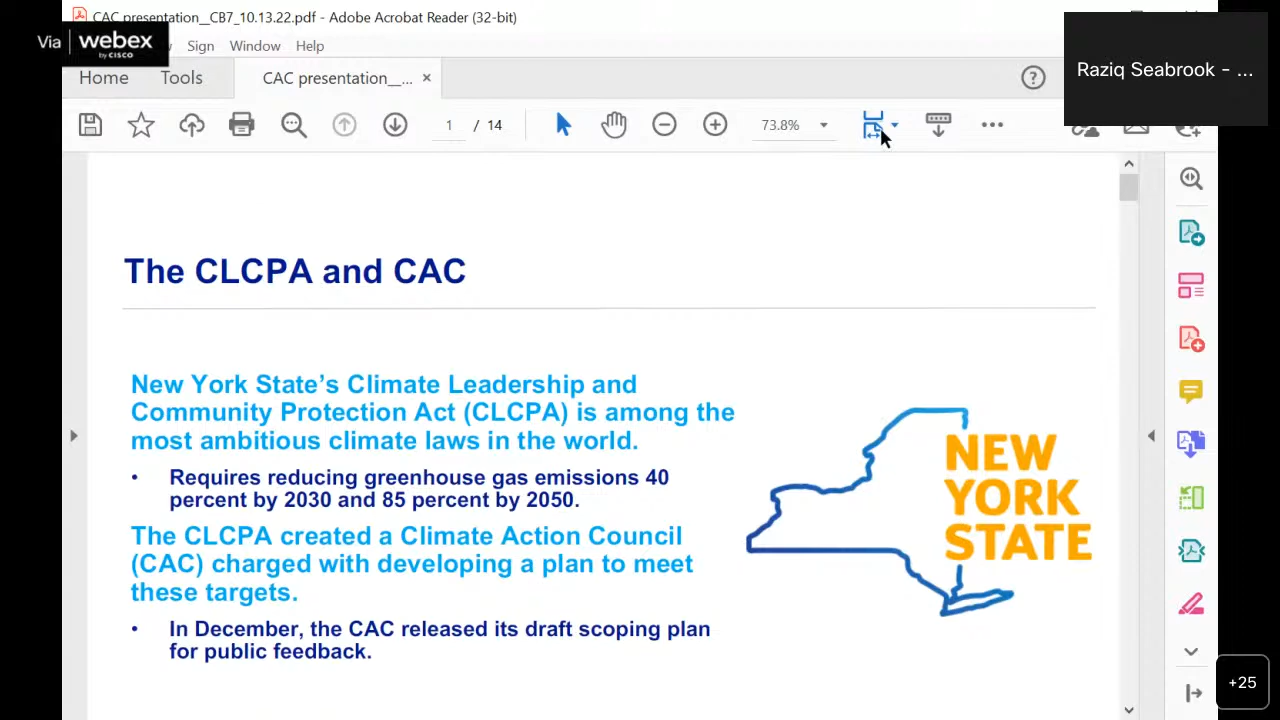 CAC presentation__CB7_10.13.22.pdf - Adobe Acrobat Reader (32-bit)
Via webex
by CISCO
Sign Window Help
Home Tools CAC presentation__... ×
Raziq Seabrook - ...
1 / 14 73.8%
The CLCPA and CAC
New York State’s Climate Leadership and
Community Protection Act (CLCPA) is among the
most ambitious climate laws in the world.
• Requires reducing greenhouse gas emissions 40
percent by 2030 and 85 percent by 2050.
The CLCPA created a Climate Action Council
(CAC) charged with developing a plan to meet
these targets.
• In December, the CAC released its draft scoping plan
for public feedback.
NEW
YORK
STATE
+25